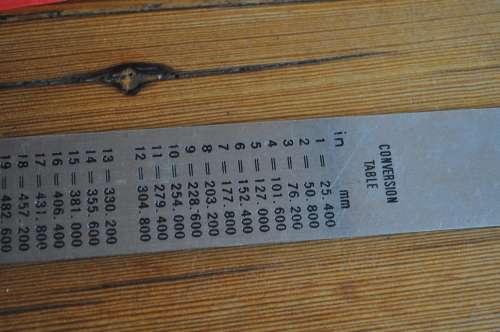 CONVERSION
TABLE
in mm
1 = 25.400
2 = 50.800
3 = 76.200
4 = 101.600
5 = 127.000
6 = 152.400
7 = 177.800
8 = 203.200
9 = 228.600
10 = 254.000
11 = 279.400
12 = 304.800
13 = 330.200
14 = 355.600
15 = 381.000
16 = 406.400
17 = 431.800
18 = 457.200
19 = 482.600